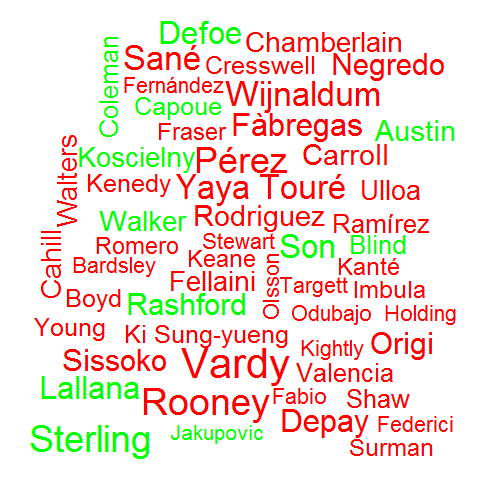 Defoe
Chamberlain
Coleman
Sané
Cresswell
Negredo
Fernández
Wijnaldum
Capoue
Fraser
Fàbregas
Austin
Walters
Koscielny
Pérez
Carroll
Kenedy
Yaya Touré
Ulloa
Walker
Rodriguez
Ramírez
Cahill
Romero
Stewart
Son
Blind
Bardsley
Keane
Kanté
Fellaini
Olsson
Targett
Imbula
Boyd
Rashford
Odubajo
Holding
Young
Ki Sung-yueng
Kightly
Origi
Sissoko
Vardy
Valencia
Lallana
Rooney
Fabio
Shaw
Depay
Federici
Sterling
Jakupovic
Surman